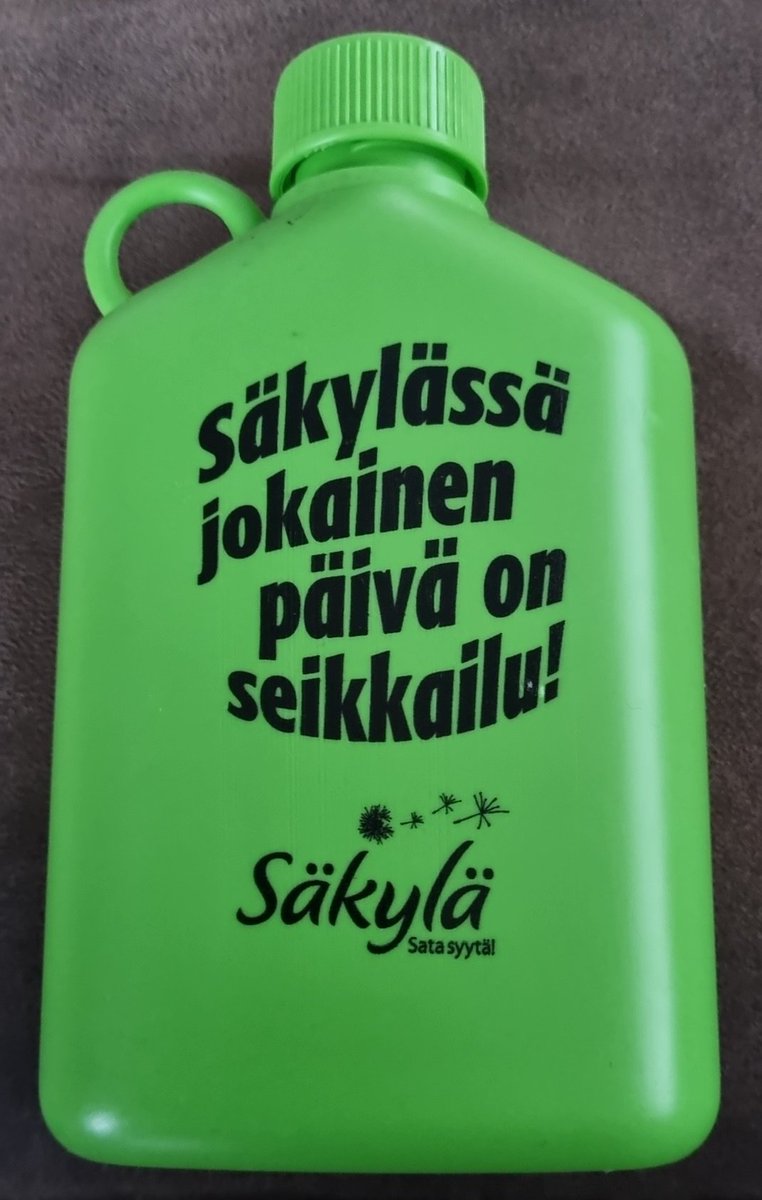 Säkylässä
jokainen
päivä on
seikkailu!
Säkylä
Sata syytä!